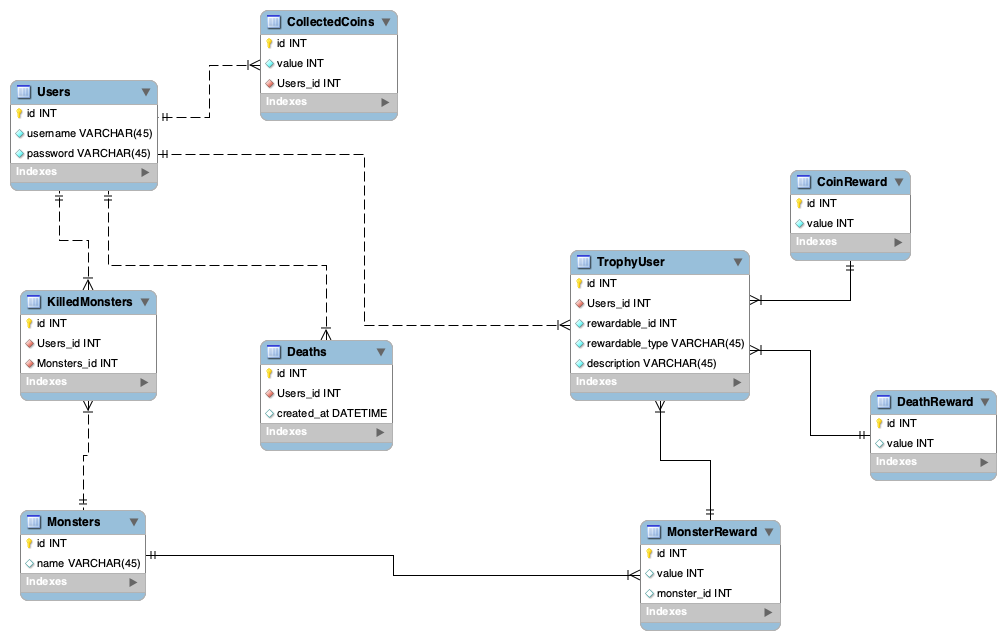 CollectedCoins
id INT
value INT
Users_id INT
Indexes
Users
id INT
username VARCHAR(45)
password VARCHAR(45)
Indexes
CoinReward
id INT
value INT
Indexes
TrophyUser
id INT
Users_id INT
rewardable_id INT
rewardable_type VARCHAR(45)
description VARCHAR(45)
Indexes
KilledMonsters
id INT
Users_id INT
Monsters_id INT
Indexes
Deaths
id INT
Users_id INT
created_at DATETIME
Indexes
DeathReward
id INT
value INT
Indexes
Monsters
id INT
name VARCHAR(45)
Indexes
MonsterReward
id INT
value INT
monster_id INT
Indexes